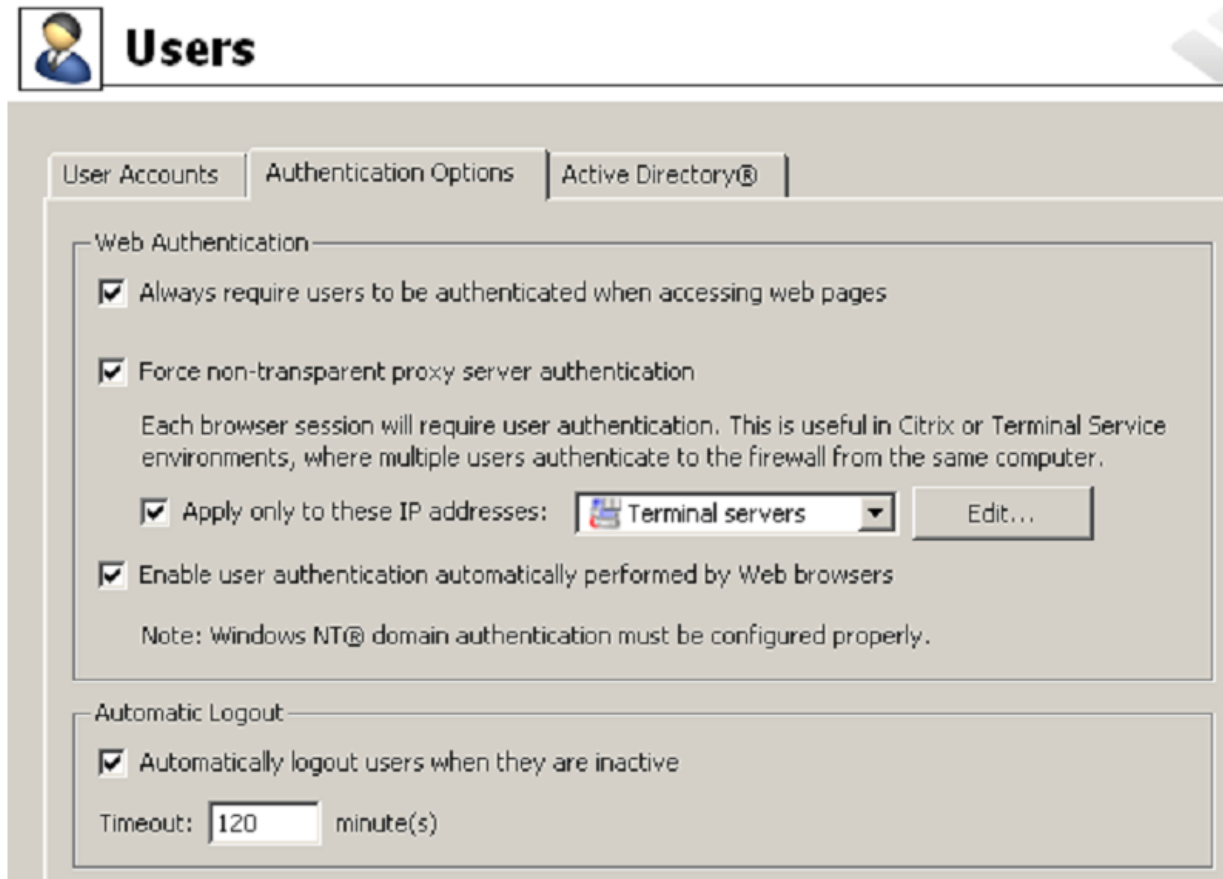 Users
User Accounts
Authentication Options
Active Directory®
Web Authentication
Always require users to be authenticated when accessing web pages
Force non-transparent proxy server authentication
Each browser session will require user authentication. This is useful in Citrix or Terminal Service
environments, where multiple users authenticate to the firewall from the same computer.
Apply only to these IP addresses:
Terminal servers
Edit...
Enable user authentication automatically performed by Web browsers
Note: Windows NT® domain authentication must be configured properly.
Automatic Logout
Automatically logout users when they are inactive
Timeout: 120 minute(s)